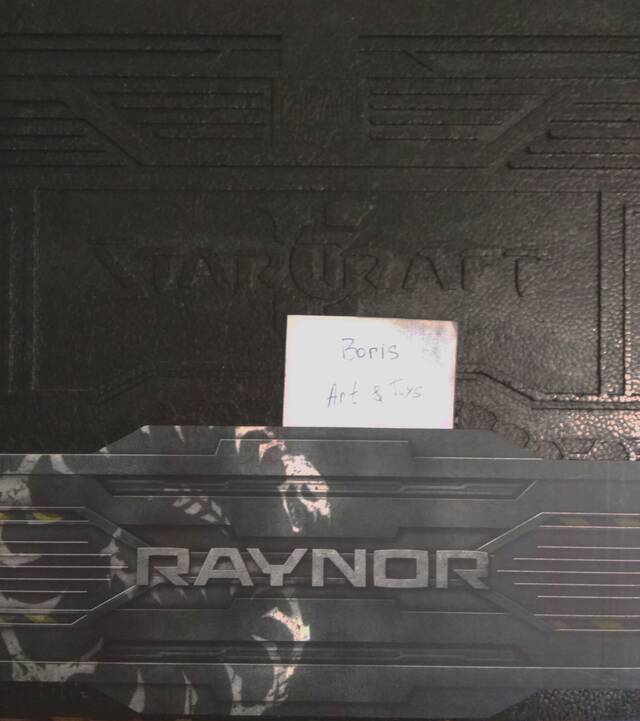 STARCRAFT
Boris
Art & Toys
RAYNOR